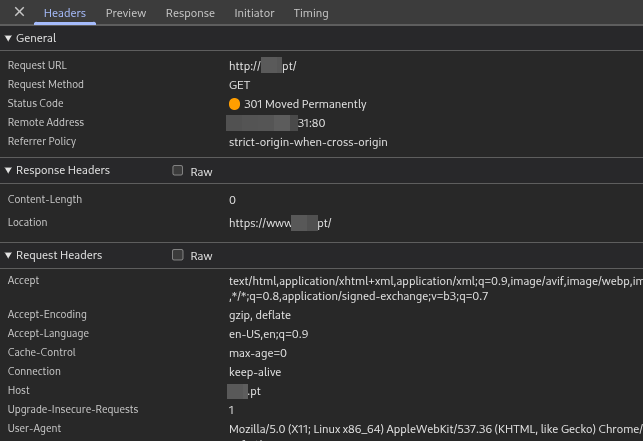 Headers Preview Response Initiator Timing
General
Request URL http:// pt/
Request Method GET
Status Code 301 Moved Permanently
Remote Address 31:80
Referrer Policy strict-origin-when-cross-origin
Response Headers Raw
Content-Length 0
Location https://www pt/
Request Headers Raw
Accept text/html,application/xhtml+xml,application/xml;q=0.9,image/avif,image/webp,im
,*/*;q=0.8,application/signed-exchange;v=b3;q=0.7
Accept-Encoding gzip, deflate
Accept-Language en-US,en;q=0.9
Cache-Control max-age=0
Connection keep-alive
Host .pt
Upgrade-Insecure-Requests 1
User-Agent Mozilla/5.0 (X11; Linux x86_64) AppleWebKit/537.36 (KHTML, like Gecko) Chrome/